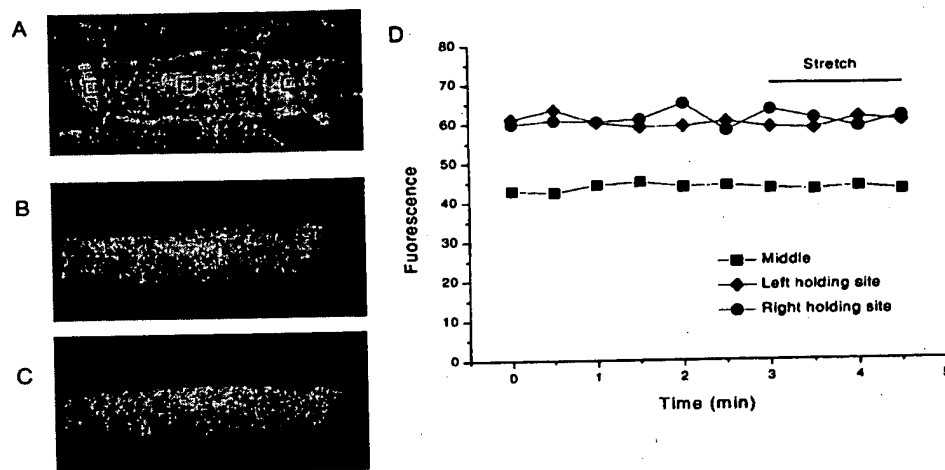 A
B
C
D
Stretch
Fuorescence
80
70
60
50
40
30
20
10
0
Middle
Left holding site
Right holding site
0
1
2
3
4
5
Time (min)